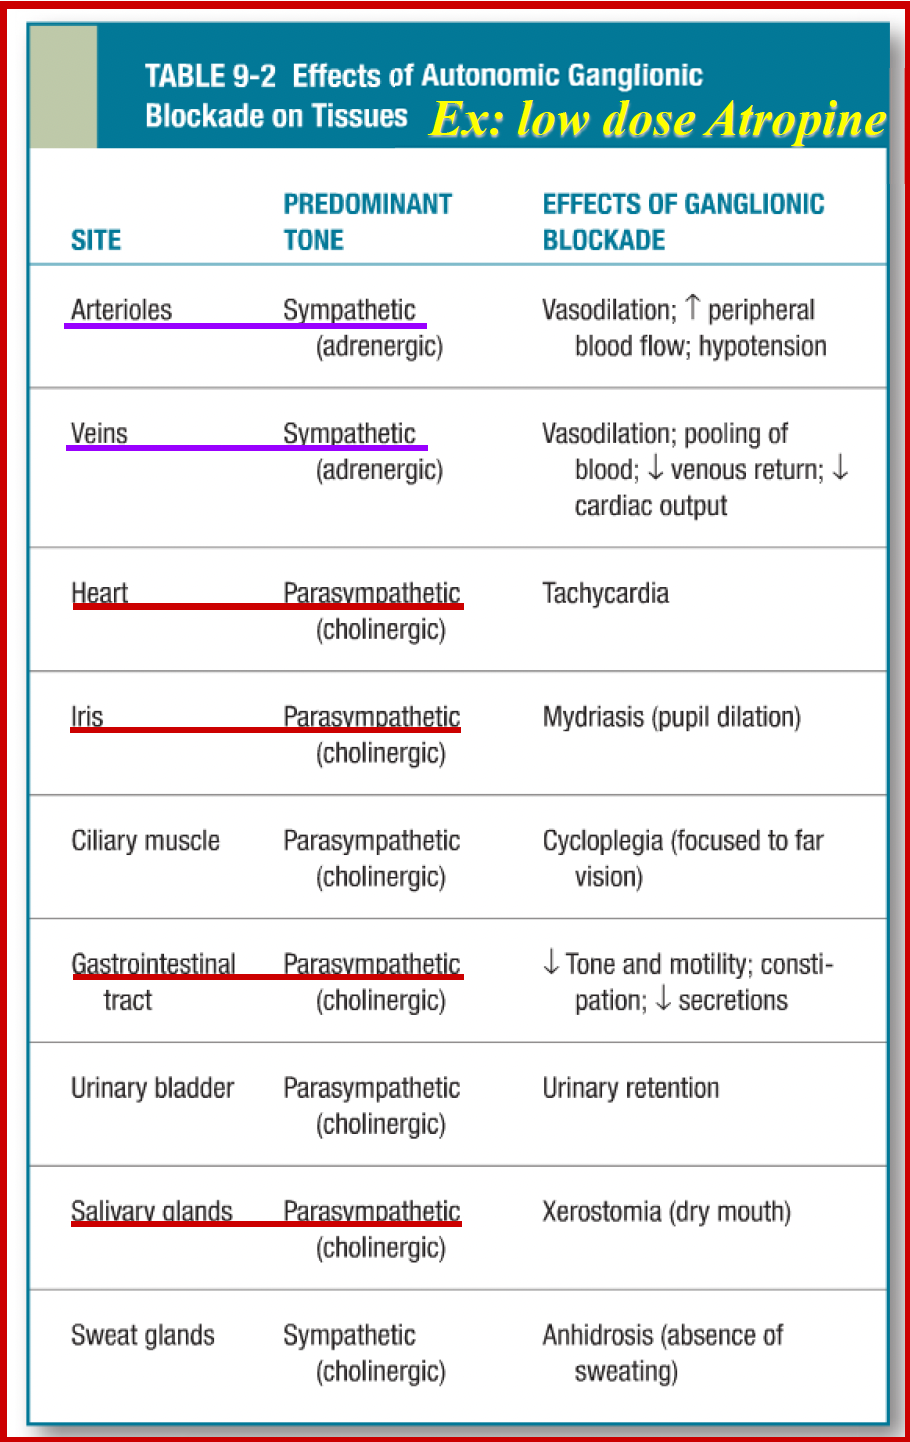 TABLE 9-2 Effects of Autonomic Ganglionic
Blockade on Tissues Ex: low dose Atropine
SITE PREDOMINANT TONE EFFECTS OF GANGLIONIC BLOCKADE
Arterioles Sympathetic Vasodilation; ↑ peripheral
(adrenergic) blood flow; hypotension
Veins Sympathetic Vasodilation; pooling of
(adrenergic) blood; ↓ venous return; ↓
cardiac output
Heart Parasympathetic Tachycardia
(cholinergic)
Iris Parasympathetic Mydriasis (pupil dilation)
(cholinergic)
Ciliary muscle Parasympathetic Cycloplegia (focused to far
(cholinergic) vision)
Gastrointestinal Parasympathetic ↓ Tone and motility; consti-
tract (cholinergic) pation; ↓ secretions
Urinary bladder Parasympathetic Urinary retention
(cholinergic)
Salivary glands Parasympathetic Xerostomia (dry mouth)
(cholinergic)
Sweat glands Sympathetic Anhidrosis (absence of
(cholinergic) sweating)